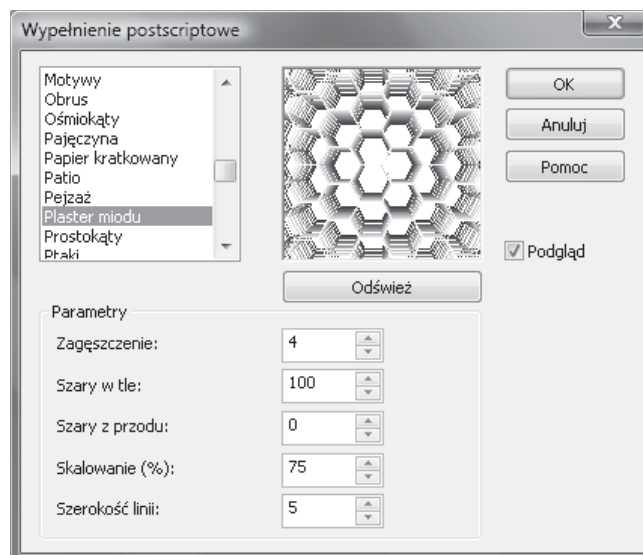 Wypełnienie postscriptowe
x
Motywy
Obrus
Ośmiokąty
Pajęczyna
Papier kratkowany
Patio
Pejzaż
Plaster miodu
Prostokąty
Ptaki
OK
Anuluj
Pomoc
Podgląd
Odśwież
Parametry
Zagęszczenie: 4
Szary w tle: 100
Szary z przodu: 0
Skalowanie (%): 75
Szerokość linii: 5